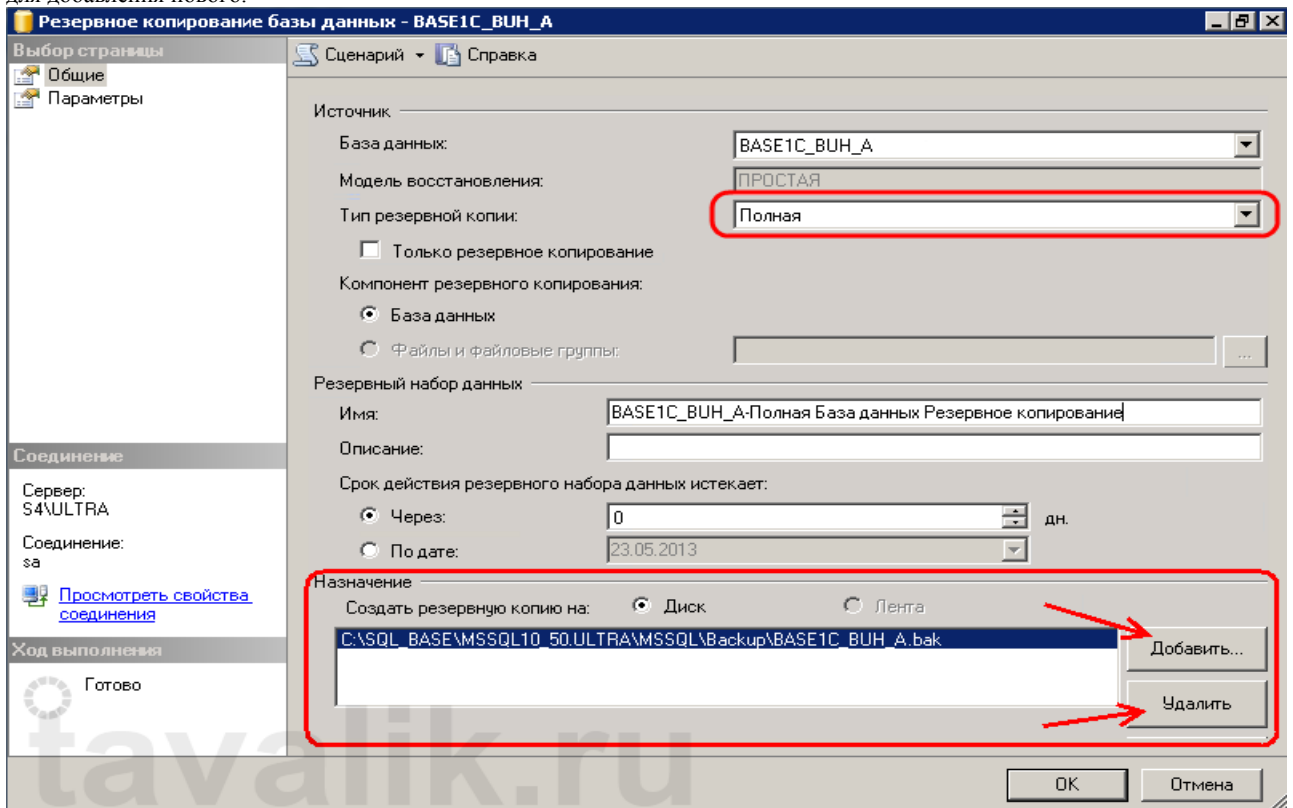 для добавления нового.
Резервное копирование базы данных - BASE1C_BUH_A
Выбор страницы
Общие
Параметры
Сценарий
Справка
Источник
База данных:
BASE1C_BUH_A
Модель восстановления:
ПРОСТАЯ
Тип резервной копии:
Полная
Только резервное копирование
Компонент резервного копирования:
База данных
Файлы и файловые группы:
...
Резервный набор данных
Имя:
BASE1C_BUH_A-Полная База данных Резервное копирование
Описание:
Срок действия резервного набора данных истекает:
Через:
0
дн.
По дате:
23.05.2013
Назначение
Создать резервную копию на:
Диск
Лента
C:\SQL_BASE\MSSQL10_50.ULTRA\MSSQL\Backup\BASE1C_BUH_A.bak
Добавить...
Удалить
Соединение
Сервер:
S4\ULTRA
Соединение:
sa
Просмотреть свойства
соединения
Ход выполнения
Готово
tavalik.ru
OK
Отмена